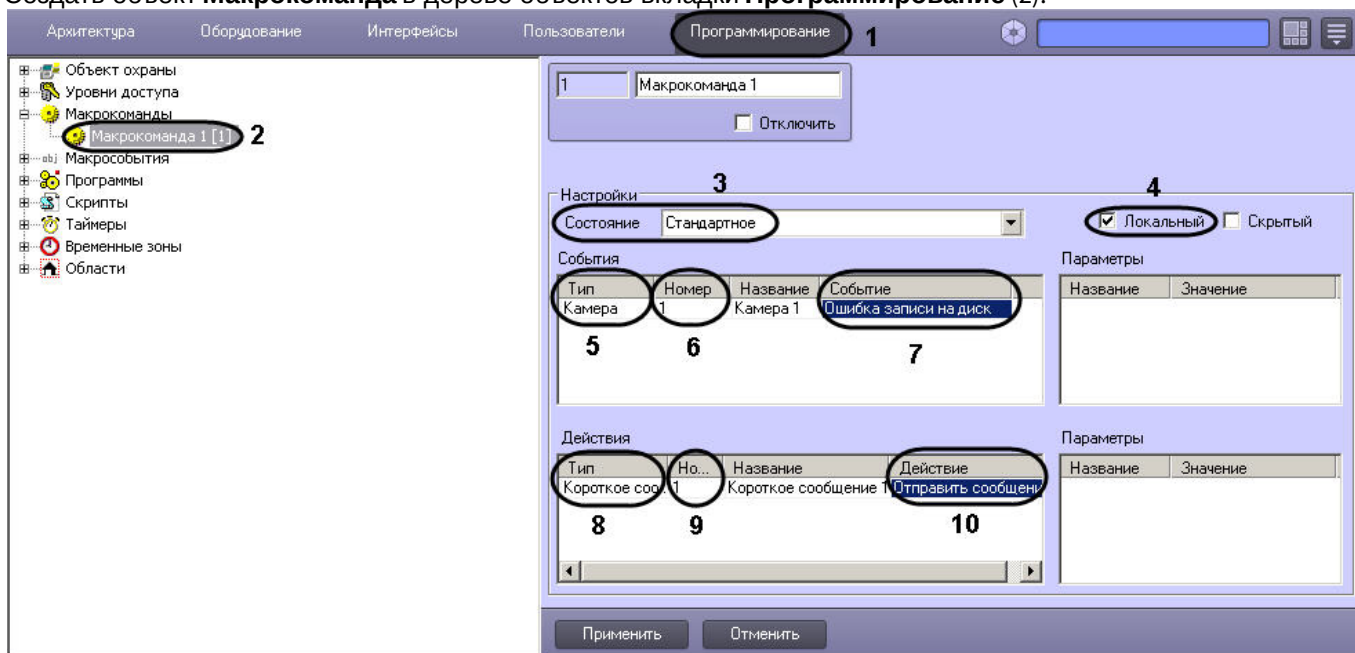 Создать объект Макрокоманда в дереве объектов вкладки Программирование (2).
Архитектура Оборудование Интерфейсы Пользователи Программирование 1
Объект охраны
Уровни доступа
Макрокоманды
Макрокоманда 1 [1] 2
obj Макрособытия
Программы
Скрипты
Таймеры
Временные зоны
Области
1 Макрокоманда 1
Отключить
Настройки 3 4
Состояние Стандартное Локальный Скрытый
События Параметры
Тип Номер Название Событие Название Значение
Камера 1 Камера 1 Ошибка записи на диск
5 6 7
Действия Параметры
Тип Но... Название Действие Название Значение
Короткое соо... 1 Короткое сообщение 1 Отправить сообщени
8 9 10
Применить Отменить